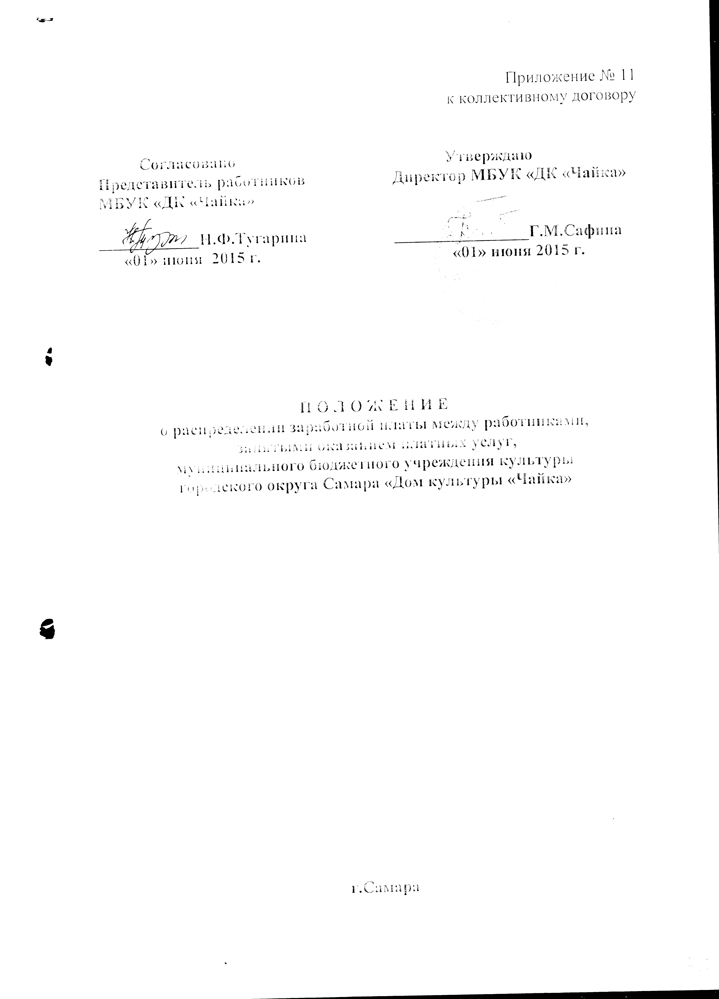 Приложение № 11
к коллективному договору
Согласовано
Представитель работников
МБУК «ДК «Чайка»
Н.Ф.Тугарина
«01» июня 2015 г.
Утверждаю
Директор МБУК «ДК «Чайка»
Г.М.Сафина
«01» июня 2015 г.
П О Л О Ж Е Н И Е
о распределении заработной платы между работниками,
занятыми оказанием платных услуг,
муниципального бюджетного учреждения культуры
городского округа Самара «Дом культуры «Чайка»
г.Самара